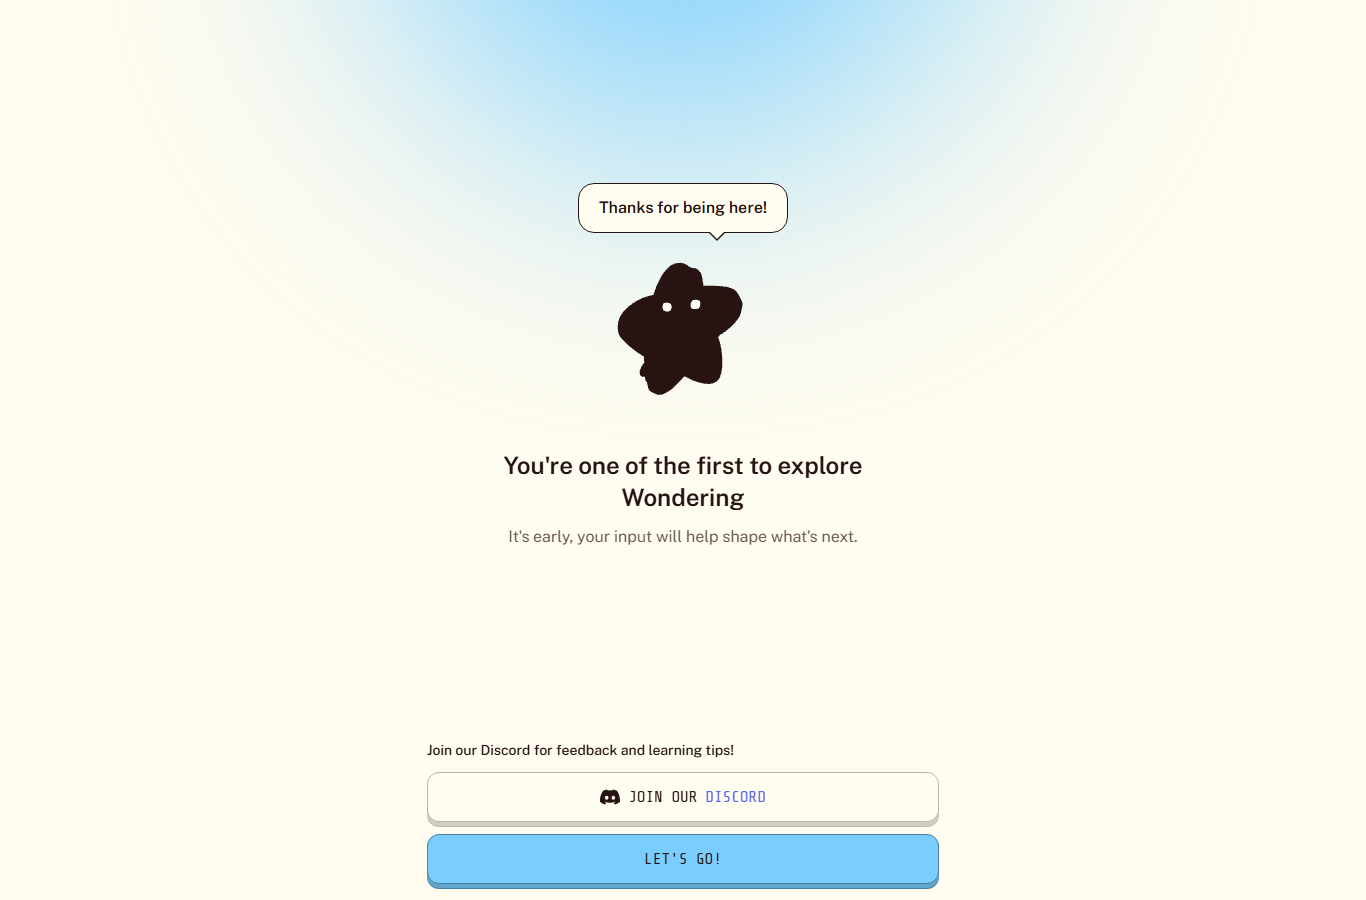 Thanks for being here!
You're one of the first to explore
Wondering
It's early, your input will help shape what's next.
Join our Discord for feedback and learning tips!
JOIN OUR DISCORD
LET'S GO!